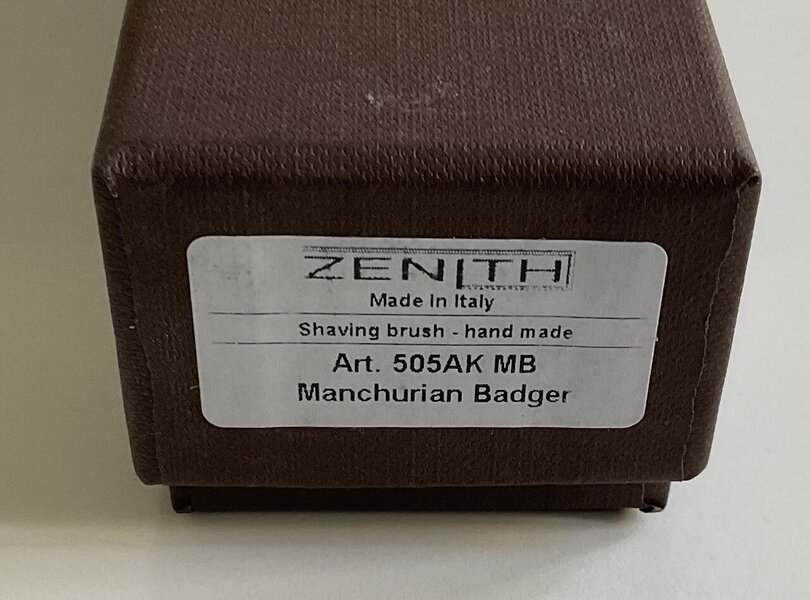 ZENITH
Made in Italy
Shaving brush - hand made
Art. 505AK MB
Manchurian Badger